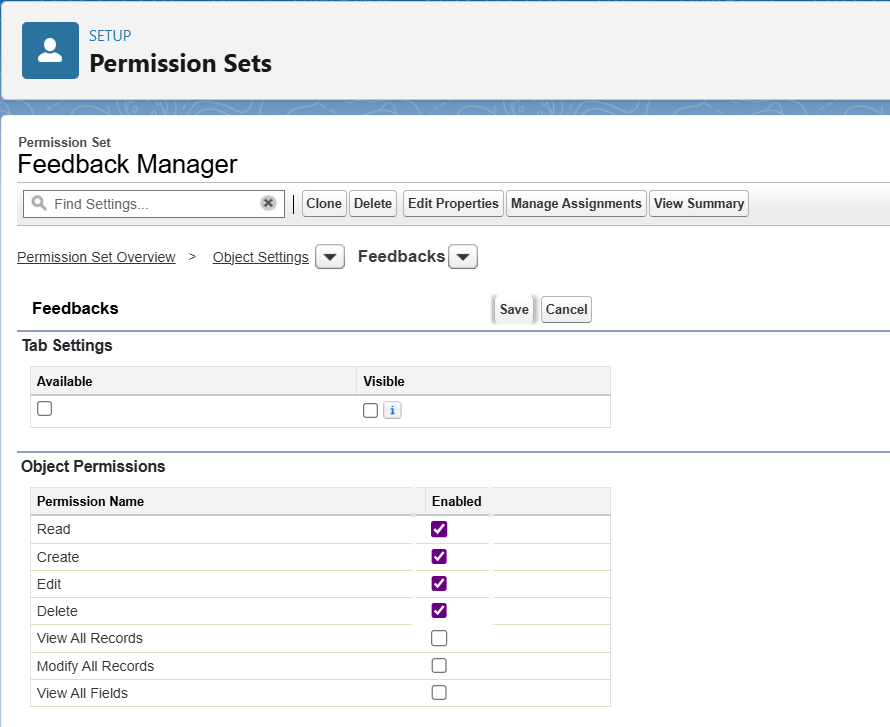 SETUP
Permission Sets
Permission Set
Feedback Manager
Find Settings... Clone Delete Edit Properties Manage Assignments View Summary
Permission Set Overview > Object Settings Feedbacks
Feedbacks Save Cancel
Tab Settings
Available Visible
i
Object Permissions
Permission Name Enabled
Read
Create
Edit
Delete
View All Records
Modify All Records
View All Fields